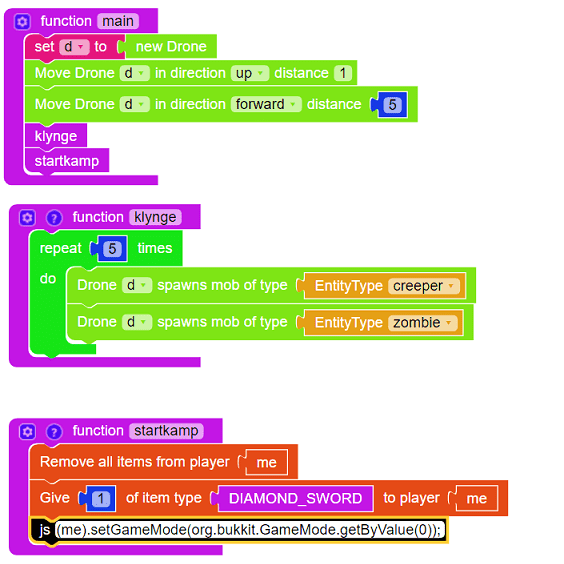 function main
set d to new Drone
Move Drone d in direction up distance 1
Move Drone d in direction forward distance 5
klynge
startkamp
? function klynge
repeat 5 times
do
Drone d spawns mob of type EntityType creeper
Drone d spawns mob of type EntityType zombie
? function startkamp
Remove all items from player me
Give 1 of item type DIAMOND_SWORD to player me
js (me).setGameMode(org.bukkit.GameMode.getByValue(0));